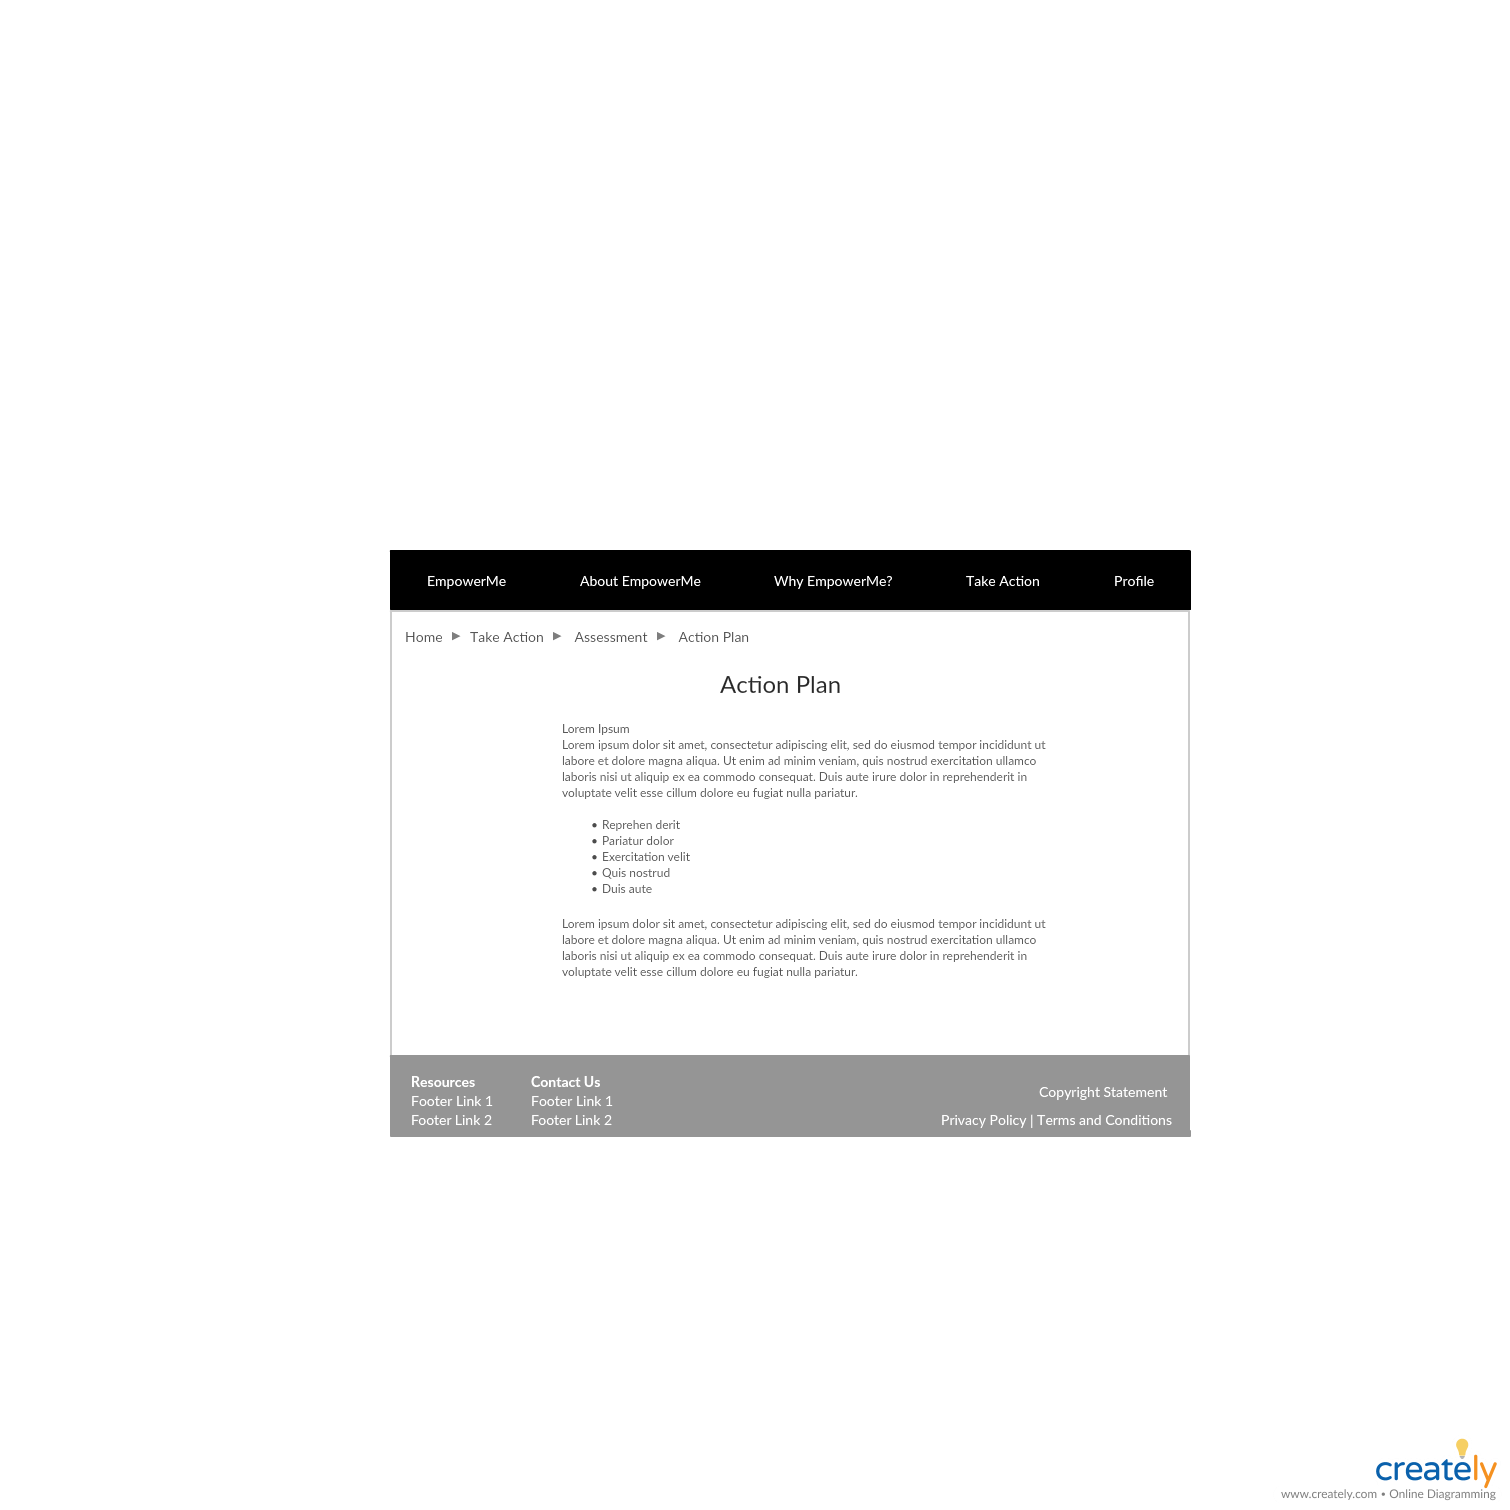 EmpowerMe About EmpowerMe Why EmpowerMe? Take Action Profile
Home ▶ Take Action ▶ Assessment ▶ Action Plan
Action Plan
Lorem Ipsum
Lorem ipsum dolor sit amet, consectetur adipiscing elit, sed do eiusmod tempor incididunt ut
labore et dolore magna aliqua. Ut enim ad minim veniam, quis nostrud exercitation ullamco
laboris nisi ut aliquip ex ea commodo consequat. Duis aute irure dolor in reprehenderit in
voluptate velit esse cillum dolore eu fugiat nulla pariatur.
• Reprehen derit
• Pariatur dolor
• Exercitation velit
• Quis nostrud
• Duis aute
Lorem ipsum dolor sit amet, consectetur adipiscing elit, sed do eiusmod tempor incididunt ut
labore et dolore magna aliqua. Ut enim ad minim veniam, quis nostrud exercitation ullamco
laboris nisi ut aliquip ex ea commodo consequat. Duis aute irure dolor in reprehenderit in
voluptate velit esse cillum dolore eu fugiat nulla pariatur.
Resources
Footer Link 1
Footer Link 2
Contact Us
Footer Link 1
Footer Link 2
Copyright Statement
Privacy Policy | Terms and Conditions
creately
www.creately.com • Online Diagramming